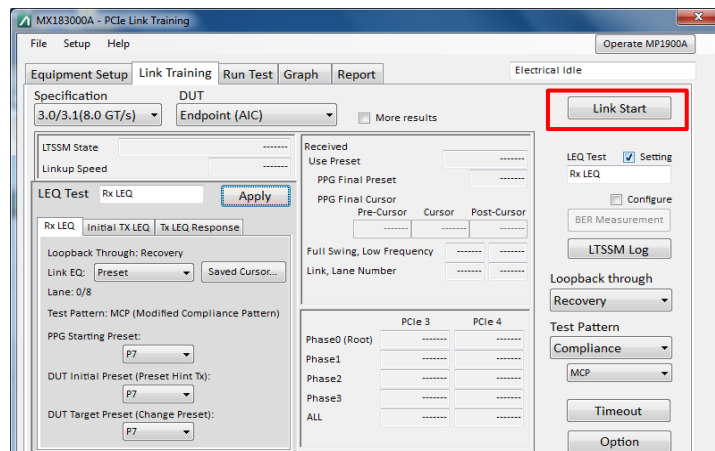 MX183000A - PCIe Link Training
File Setup Help
Operate MP1900A
Equipment Setup Link Training Run Test Graph Report
Electrical Idle
Specification DUT
3.0/3.1(8.0 GT/s) Endpoint (AIC)
More results
Link Start
LTSSM State -------
Linkup Speed -------
LEQ Test Rx LEQ Apply
Rx LEQ Initial TX LEQ Tx LEQ Response
Loopback Through: Recovery
Link EQ: Preset Saved Cursor...
Lane: 0/8
Test Pattern: MCP (Modified Compliance Pattern)
PPG Starting Preset:
P7
DUT Initial Preset (Preset Hint Tx):
P7
DUT Target Preset (Change Preset):
P7
Received
Use Preset -------
PPG Final Preset -------
PPG Final Cursor
Pre-Cursor Cursor Post-Cursor
------- ------- -------
Full Swing, Low Frequency ------- -------
Link, Lane Number ------- -------
PCIe 3 PCIe 4
Phase0 (Root) ------- -------
Phase1 ------- -------
Phase2 ------- -------
Phase3 ------- -------
ALL ------- -------
LEQ Test Setting
Rx LEQ
Configure
BER Measurement
LTSSM Log
Loopback through
Recovery
Test Pattern
Compliance
MCP
Timeout
Option